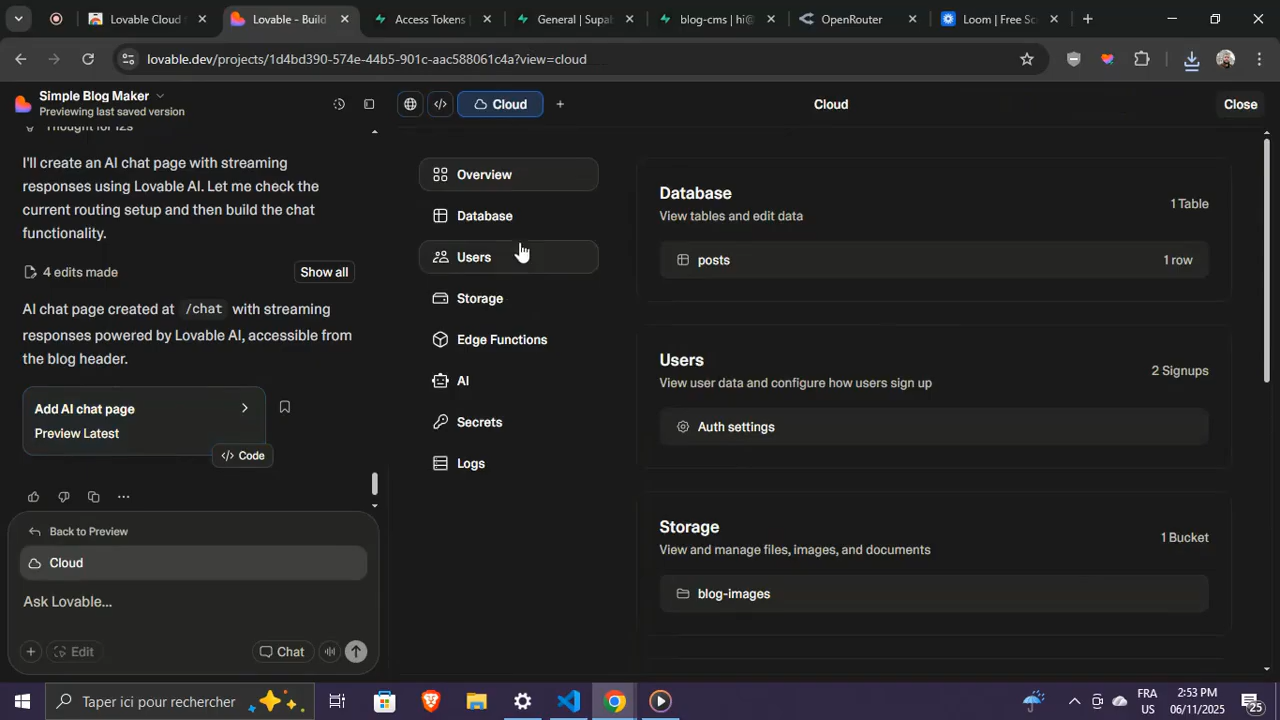 Lovable Cloud
Lovable - Build
Access Tokens |
General | Supab
blog-cms | hi@
OpenRouter
Loom | Free Sc
lovable.dev/projects/1d4bd390-574e-44b5-901c-aac588061c4a?view=cloud
Simple Blog Maker
Previewing last saved version
Cloud
Cloud
Close
Thought for 12s
I'll create an AI chat page with streaming
responses using Lovable AI. Let me check the
current routing setup and then build the chat
functionality.
4 edits made
Show all
AI chat page created at /chat with streaming
responses powered by Lovable AI, accessible from
the blog header.
Add AI chat page
Preview Latest
Code
Back to Preview
Cloud
Ask Lovable...
Edit
Chat
Overview
Database
Users
Storage
Edge Functions
AI
Secrets
Logs
Database
View tables and edit data
1 Table
posts
1 row
Users
View user data and configure how users sign up
2 Signups
Auth settings
Storage
View and manage files, images, and documents
1 Bucket
blog-images
Taper ici pour rechercher
FRA
US
2:53 PM
06/11/2025
25